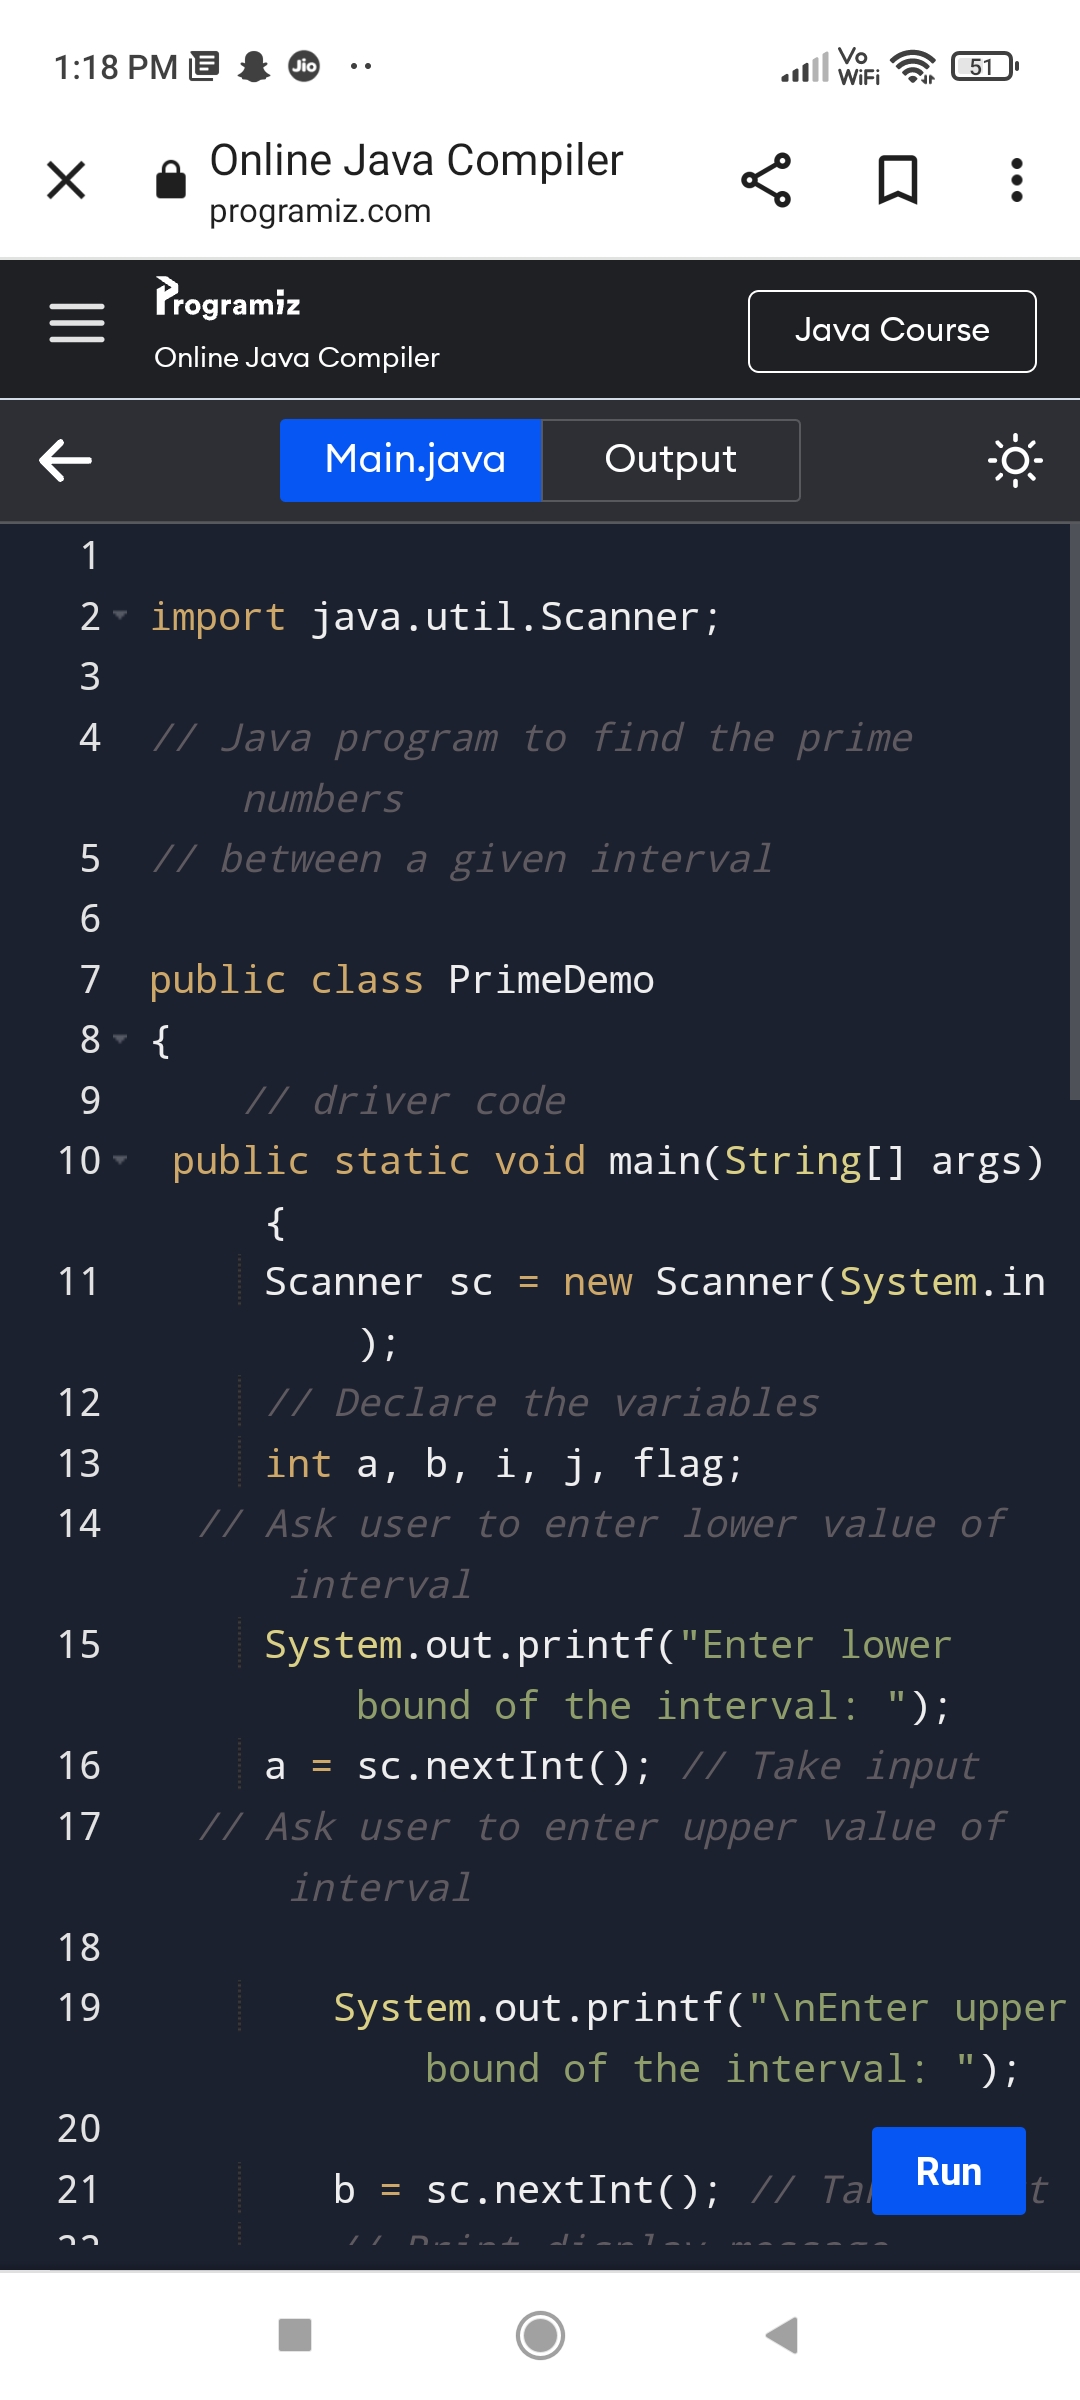 1:18 PM Jio Vo WiFi 51
Online Java Compiler
programiz.com
Programiz
Online Java Compiler
Java Course
Main.java Output
1
2 import java.util.Scanner;
3
4 // Java program to find the prime
numbers
5 // between a given interval
6
7 public class PrimeDemo
8 {
9 // driver code
10 public static void main(String[] args)
{
11 Scanner sc = new Scanner(System.in
);
12 // Declare the variables
13 int a, b, i, j, flag;
14 // Ask user to enter lower value of
interval
15 System.out.printf("Enter lower
bound of the interval: ");
16 a = sc.nextInt(); // Take input
17 // Ask user to enter upper value of
interval
18
19 System.out.printf("\nEnter upper
bound of the interval: ");
20
21 b = sc.nextInt(); //
Run
22 // Print display message